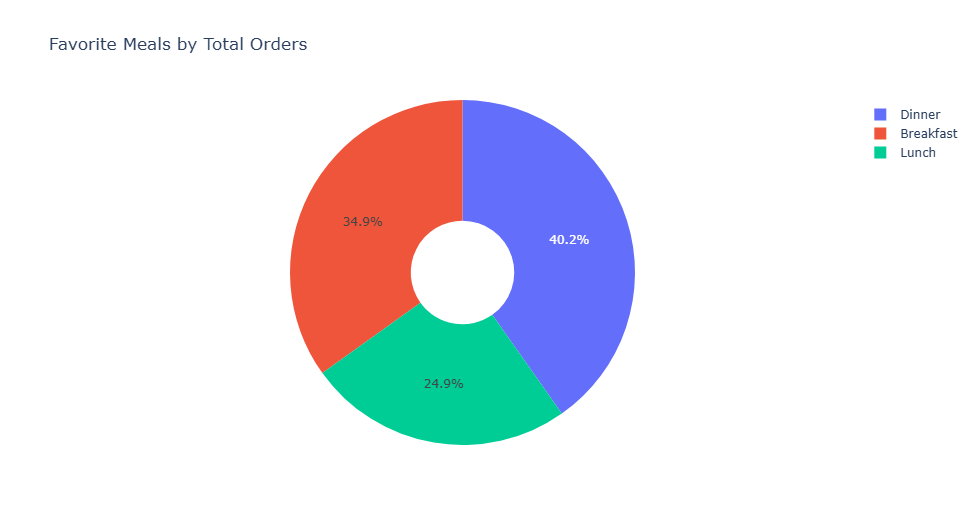 Favorite Meals by Total Orders
Dinner
Breakfast
Lunch
34.9%
40.2%
24.9%